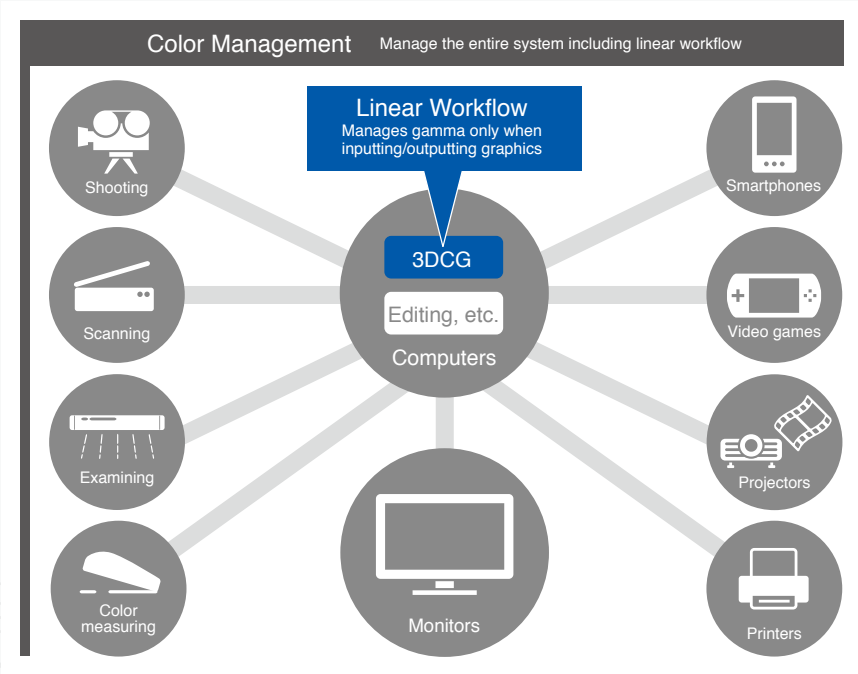 Color Management
Manage the entire system including linear workflow
Linear Workflow
Manages gamma only when
inputting/outputting graphics
Shooting
Smartphones
3DCG
Editing, etc.
Computers
Scanning
Video games
Examining
Projectors
Color
measuring
Monitors
Printers